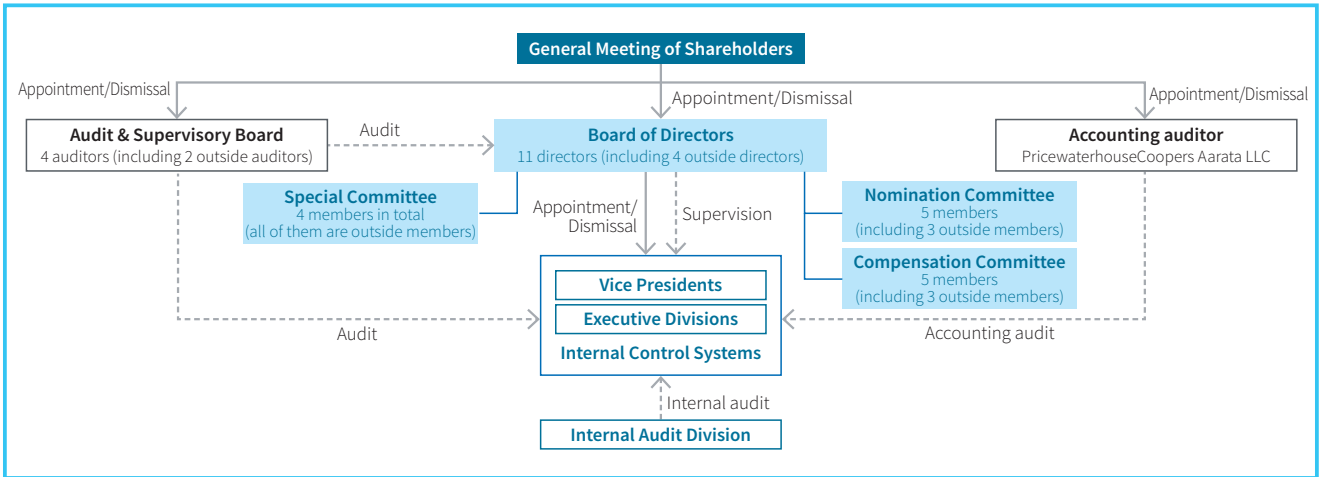 General Meeting of Shareholders
Appointment/Dismissal
Appointment/Dismissal
Appointment/Dismissal
Audit & Supervisory Board
4 auditors (including 2 outside auditors)
Audit
Board of Directors
11 directors (including 4 outside directors)
Accounting auditor
PricewaterhouseCoopers Aarata LLC
Special Committee
4 members in total
(all of them are outside members)
Appointment/
Dismissal
Supervision
Nomination Committee
5 members
(including 3 outside members)
Compensation Committee
5 members
(including 3 outside members)
Vice Presidents
Executive Divisions
Internal Control Systems
Audit
Accounting audit
Internal audit
Internal Audit Division